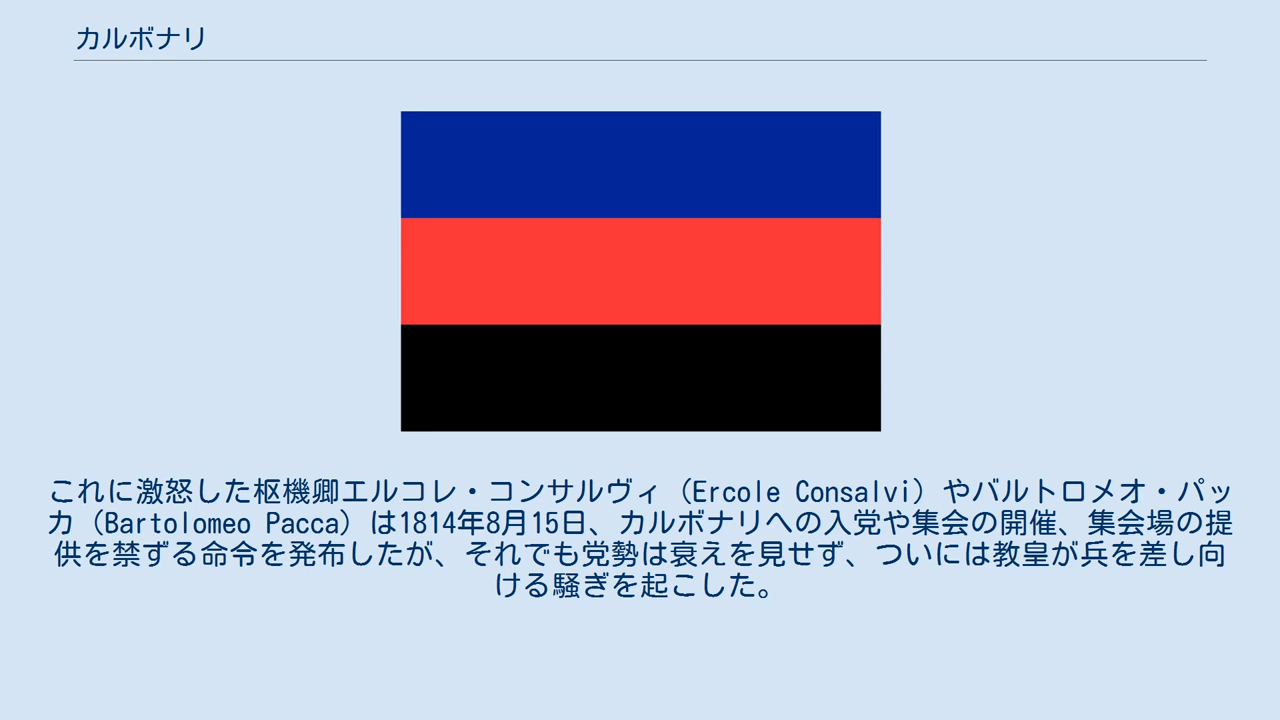 カルボナリ
これに激怒した枢機卿エルコレ・コンサルヴィ（Ercole Consalvi）やバルトロメオ・パッ
カ（Bartolomeo Pacca）は1814年8月15日、カルボナリへの入党や集会の開催、集会場の提
供を禁ずる命令を発布したが、それでも党勢は衰えを見せず、ついには教皇が兵を差し向
ける騒ぎを起こした。